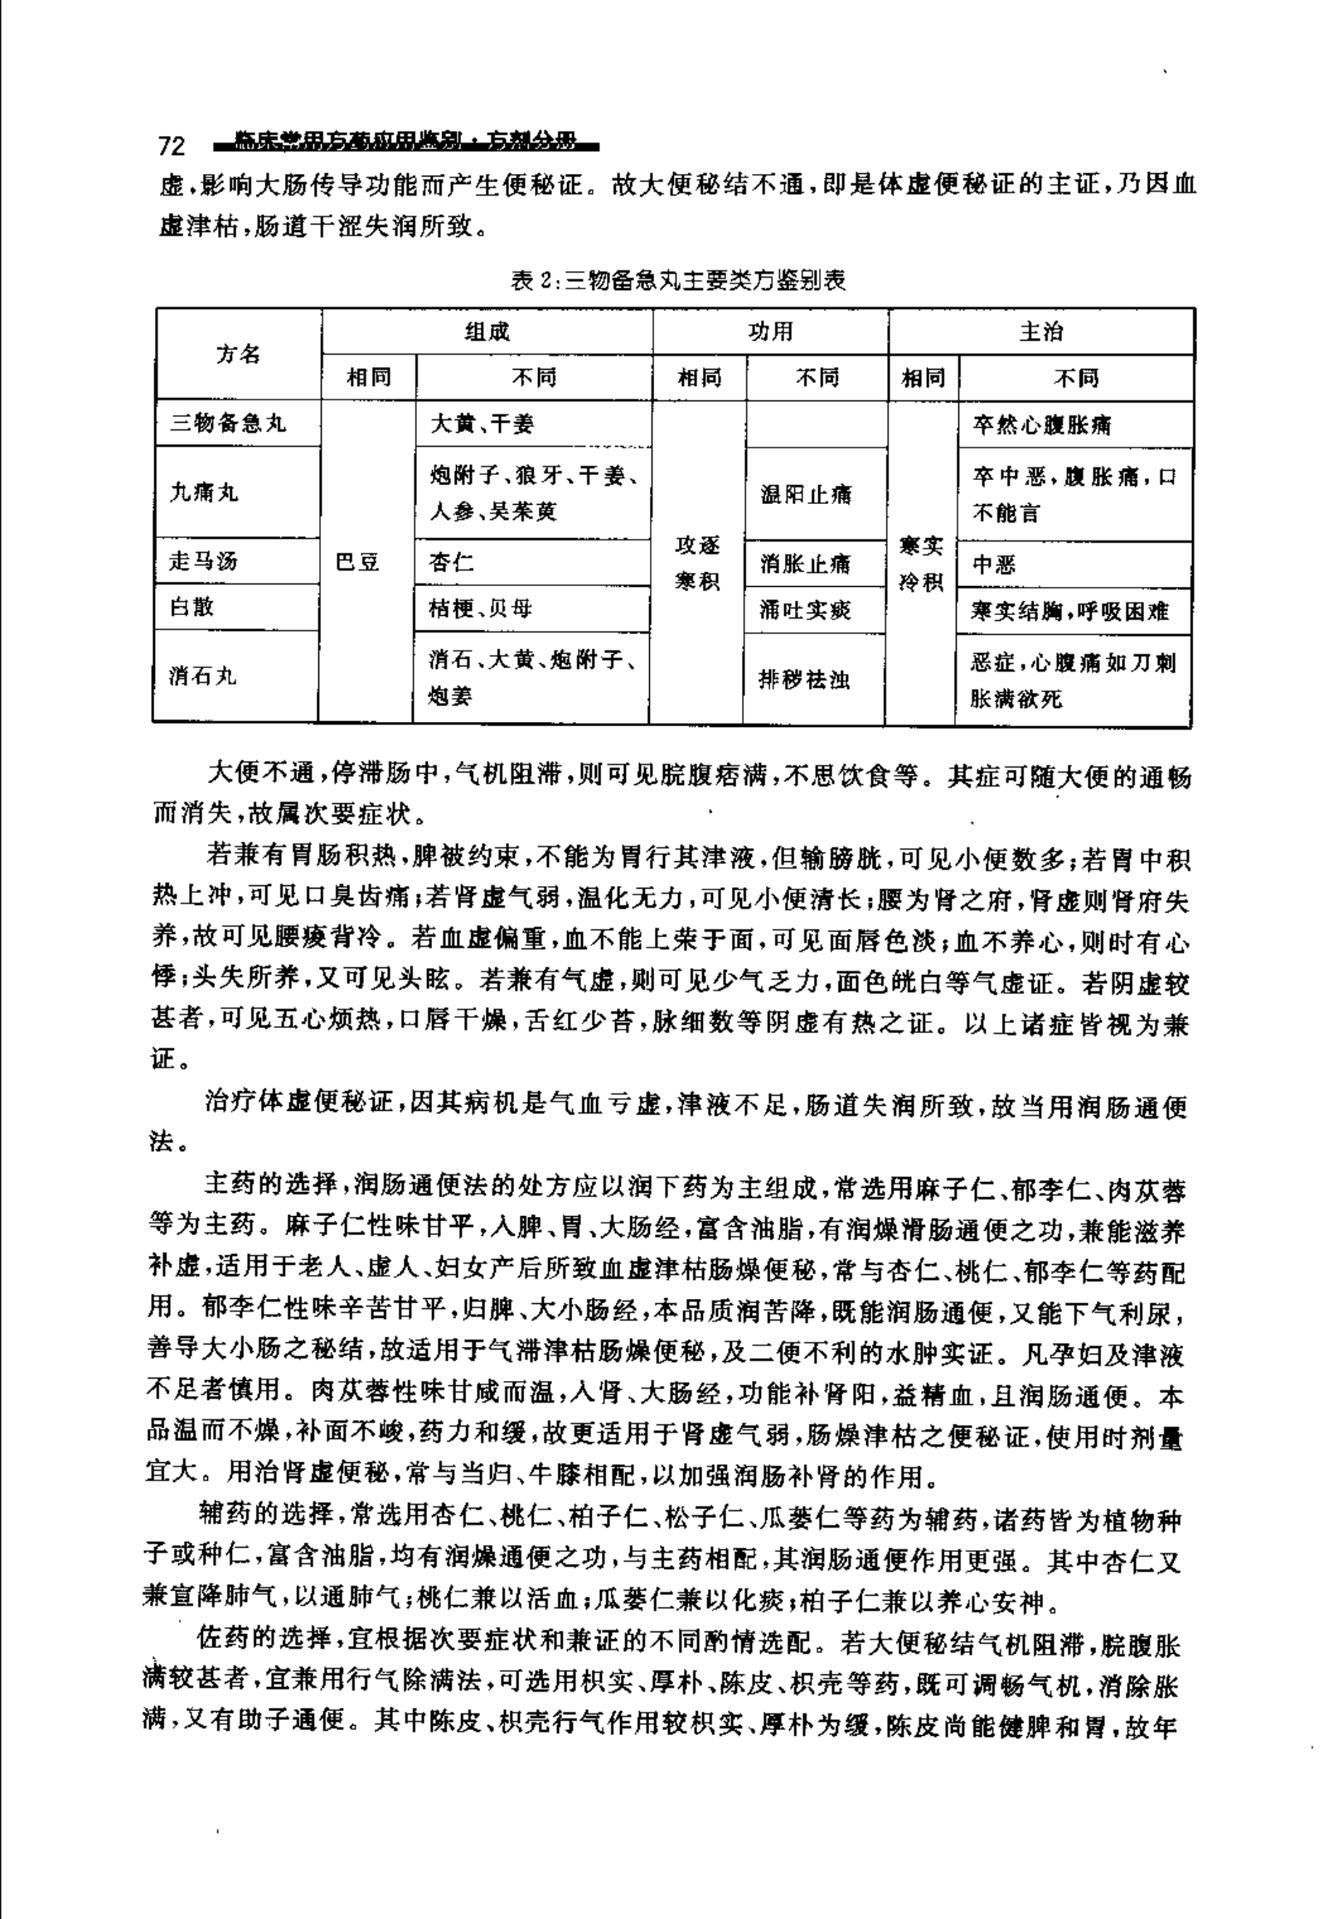 72 临床常用方药应用鉴别·方剂分册
虚,影响大肠传导功能而产生便秘证。故大便秘结不通,即是体虚便秘证的主证,乃因血
虚津枯,肠道干涩失润所致。
表 2:三物备急丸主要类方鉴别表
方名 组成 功用 主治
相同 不同 相同 不同 相同 不同
三物备急丸 大黄、干姜 卒然心腹胀痛
九痛丸 炮附子、狼牙、干姜、 温阳止痛 卒中恶,腹胀痛,口
人参、吴茱萸 不能言
走马汤 巴豆 杏仁 攻逐 消胀止痛 寒实 中恶
寒积 冷积
白散 桔梗、贝母 涌吐实痰 寒实结胸,呼吸困难
消石丸 消石、大黄、炮附子、 排秽祛浊 恶症,心腹痛如刀刺
炮姜 胀满欲死
大便不通,停滞肠中,气机阻滞,则可见脘腹痞满,不思饮食等。其症可随大便的通畅
而消失,故属次要症状。
若兼有胃肠积热,脾被约束,不能为胃行其津液,但输膀胱,可见小便数多;若胃中积
热上冲,可见口臭齿痛;若肾虚气弱,温化无力,可见小便清长;腰为肾之府,肾虚则肾府失
养,故可见腰痠背冷。若血虚偏重,血不能上荣于面,可见面唇色淡;血不养心,则时有心
悸;头失所养,又可见头眩。若兼有气虚,则可见少气乏力,面色㿠白等气虚证。若阴虚较
甚者,可见五心烦热,口唇干燥,舌红少苔,脉细数等阴虚有热之证。以上诸症皆视为兼
证。
治疗体虚便秘证,因其病机是气血亏虚,津液不足,肠道失润所致,故当用润肠通便
法。
主药的选择,润肠通便法的处方应以润下药为主组成,常选用麻子仁、郁李仁、肉苁蓉
等为主药。麻子仁性味甘平,入脾、胃、大肠经,富含油脂,有润燥滑肠通便之功,兼能滋养
补虚,适用于老人、虚人、妇女产后所致血虚津枯肠燥便秘,常与杏仁、桃仁、郁李仁等药配
用。郁李仁性味辛苦甘平,归脾、大小肠经,本品质润苦降,既能润肠通便,又能下气利尿,
善导大小肠之秘结,故适用于气滞津枯肠燥便秘,及二便不利的水肿实证。凡孕妇及津液
不足者慎用。肉苁蓉性味甘咸而温,入肾、大肠经,功能补肾阳,益精血,且润肠通便。本
品温而不燥,补面不峻,药力和缓,故更适用于肾虚气弱,肠燥津枯之便秘证,使用时剂量
宜大。用治肾虚便秘,常与当归、牛膝相配,以加强润肠补肾的作用。
辅药的选择,常选用杏仁、桃仁、柏子仁、松子仁、瓜蒌仁等药为辅药,诸药皆为植物种
子或种仁,富含油脂,均有润燥通便之功,与主药相配,其润肠通便作用更强。其中杏仁又
兼宣降肺气,以通肺气;桃仁兼以活血;瓜蒌仁兼以化痰;柏子仁兼以养心安神。
佐药的选择,宜根据次要症状和兼证的不同酌情选配。若大便秘结气机阻滞,脘腹胀
满较甚者,宜兼用行气除满法,可选用枳实、厚朴、陈皮、枳壳等药,既可调畅气机,消除胀
满,又有助子通便。其中陈皮、枳壳行气作用较枳实、厚朴为缓,陈皮尚能健脾和胃,故年